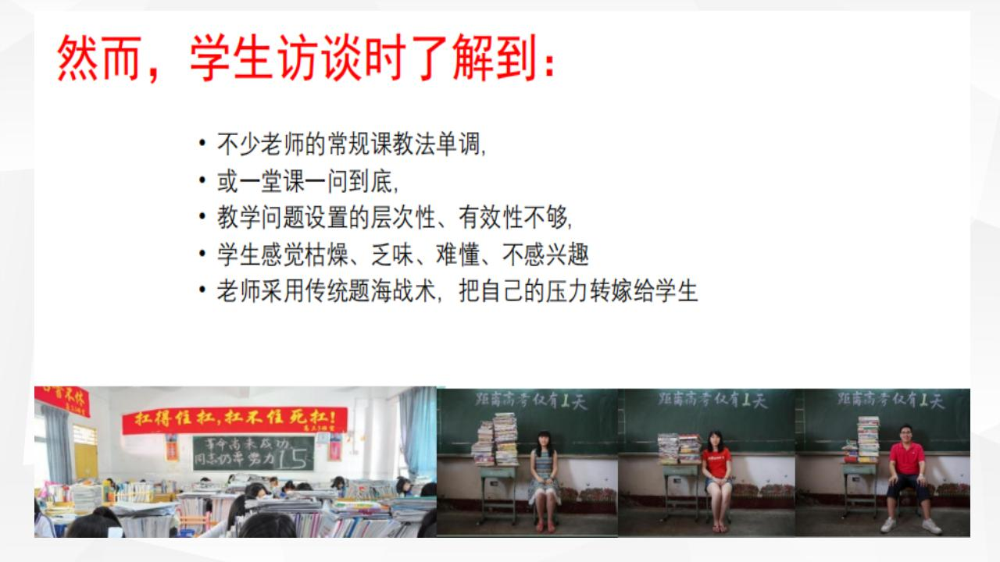 然而，学生访谈时了解到：
• 不少老师的常规课教法单调，
• 或一堂课一问到底，
• 教学问题设置的层次性、有效性不够，
• 学生感觉枯燥、乏味、难懂、不感兴趣
• 老师采用传统题海战术，把自己的压力转嫁给学生
扛得住扛，扛不住死扛！
革命尚未成功
同志仍需努力15
距离高考仅有1天
距离高考仅有1天
距离高考仅有1天